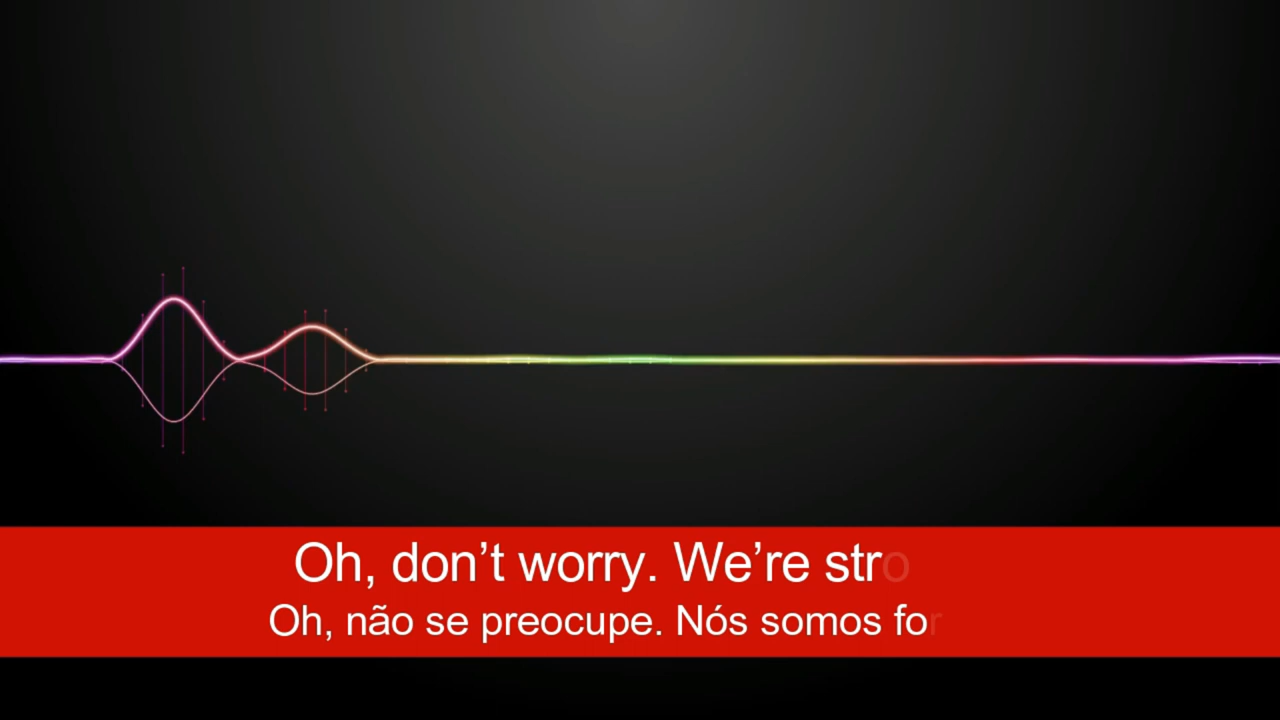 Oh, don’t worry. We’re stro
Oh, não se preocupe. Nós somos for